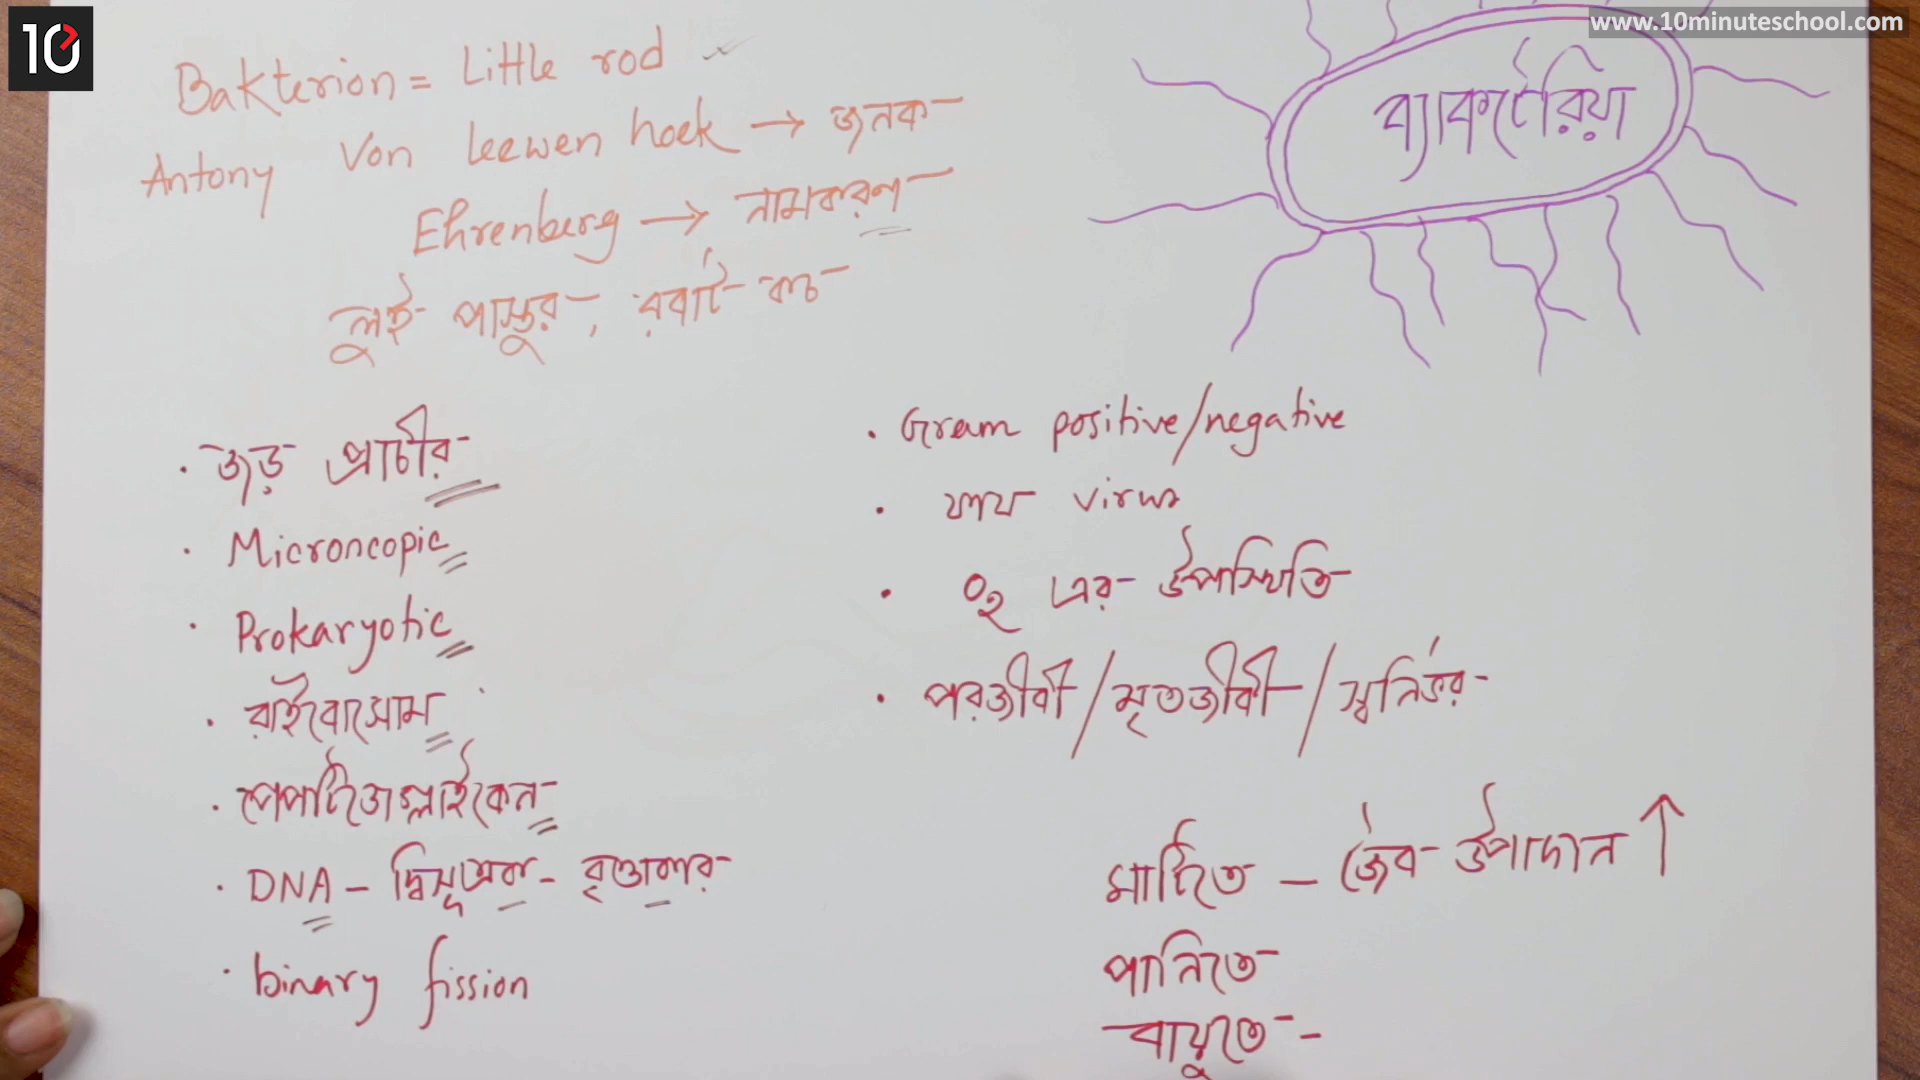 10
www.10minuteschool.com
Bakterion = Little rod
Antony Von Leewen hoek → জনক
Ehrenberg → নামকরণ
লুই পাস্তুর, রবার্ট কচ
ব্যাকটেরিয়া
• জড় প্রাচীর
• Microncopic
• Prokaryotic
• রাইবোসোম
• পেপটিডোগ্লাইকেন
• DNA – দ্বিসূত্রক - বৃত্তাকার
• binary fission
• Gram positive/negative
• ফায virus
• O₂ এর উপস্থিতি
• পরজীবী/মৃতজীবী/স্বনির্ভর
মাটিতে – জৈব উপাদান ↑
পানিতে
বায়ুতে -